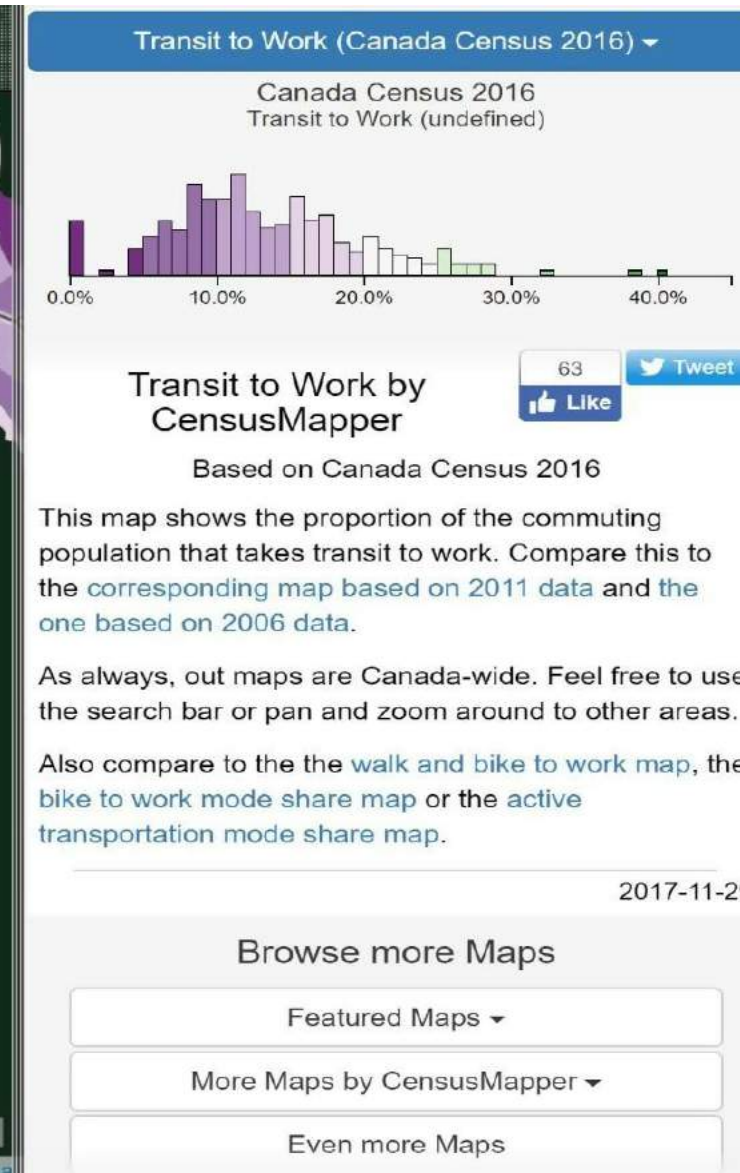 Transit to Work (Canada Census 2016)
Canada Census 2016
Transit to Work (undefined)
0.0% 10.0% 20.0% 30.0% 40.0%
Transit to Work by
CensusMapper
63
Like
Tweet
Based on Canada Census 2016
This map shows the proportion of the commuting
population that takes transit to work. Compare this to
the corresponding map based on 2011 data and the
one based on 2006 data.
As always, out maps are Canada-wide. Feel free to use
the search bar or pan and zoom around to other areas.
Also compare to the the walk and bike to work map, the
bike to work mode share map or the active
transportation mode share map.
2017-11-2
Browse more Maps
Featured Maps
More Maps by CensusMapper
Even more Maps